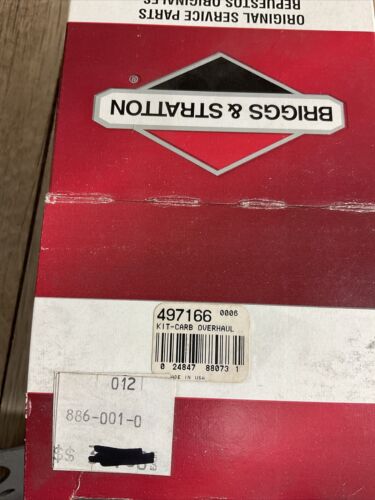 ORIGINAL SERVICE PARTS
REPUESTOS ORIGINALES
BRIGGS & STRATTON
®
497166 0006
KIT-CARB OVERHAUL
0 24847 88073 1
MADE IN USA
012
886-001-0
$$